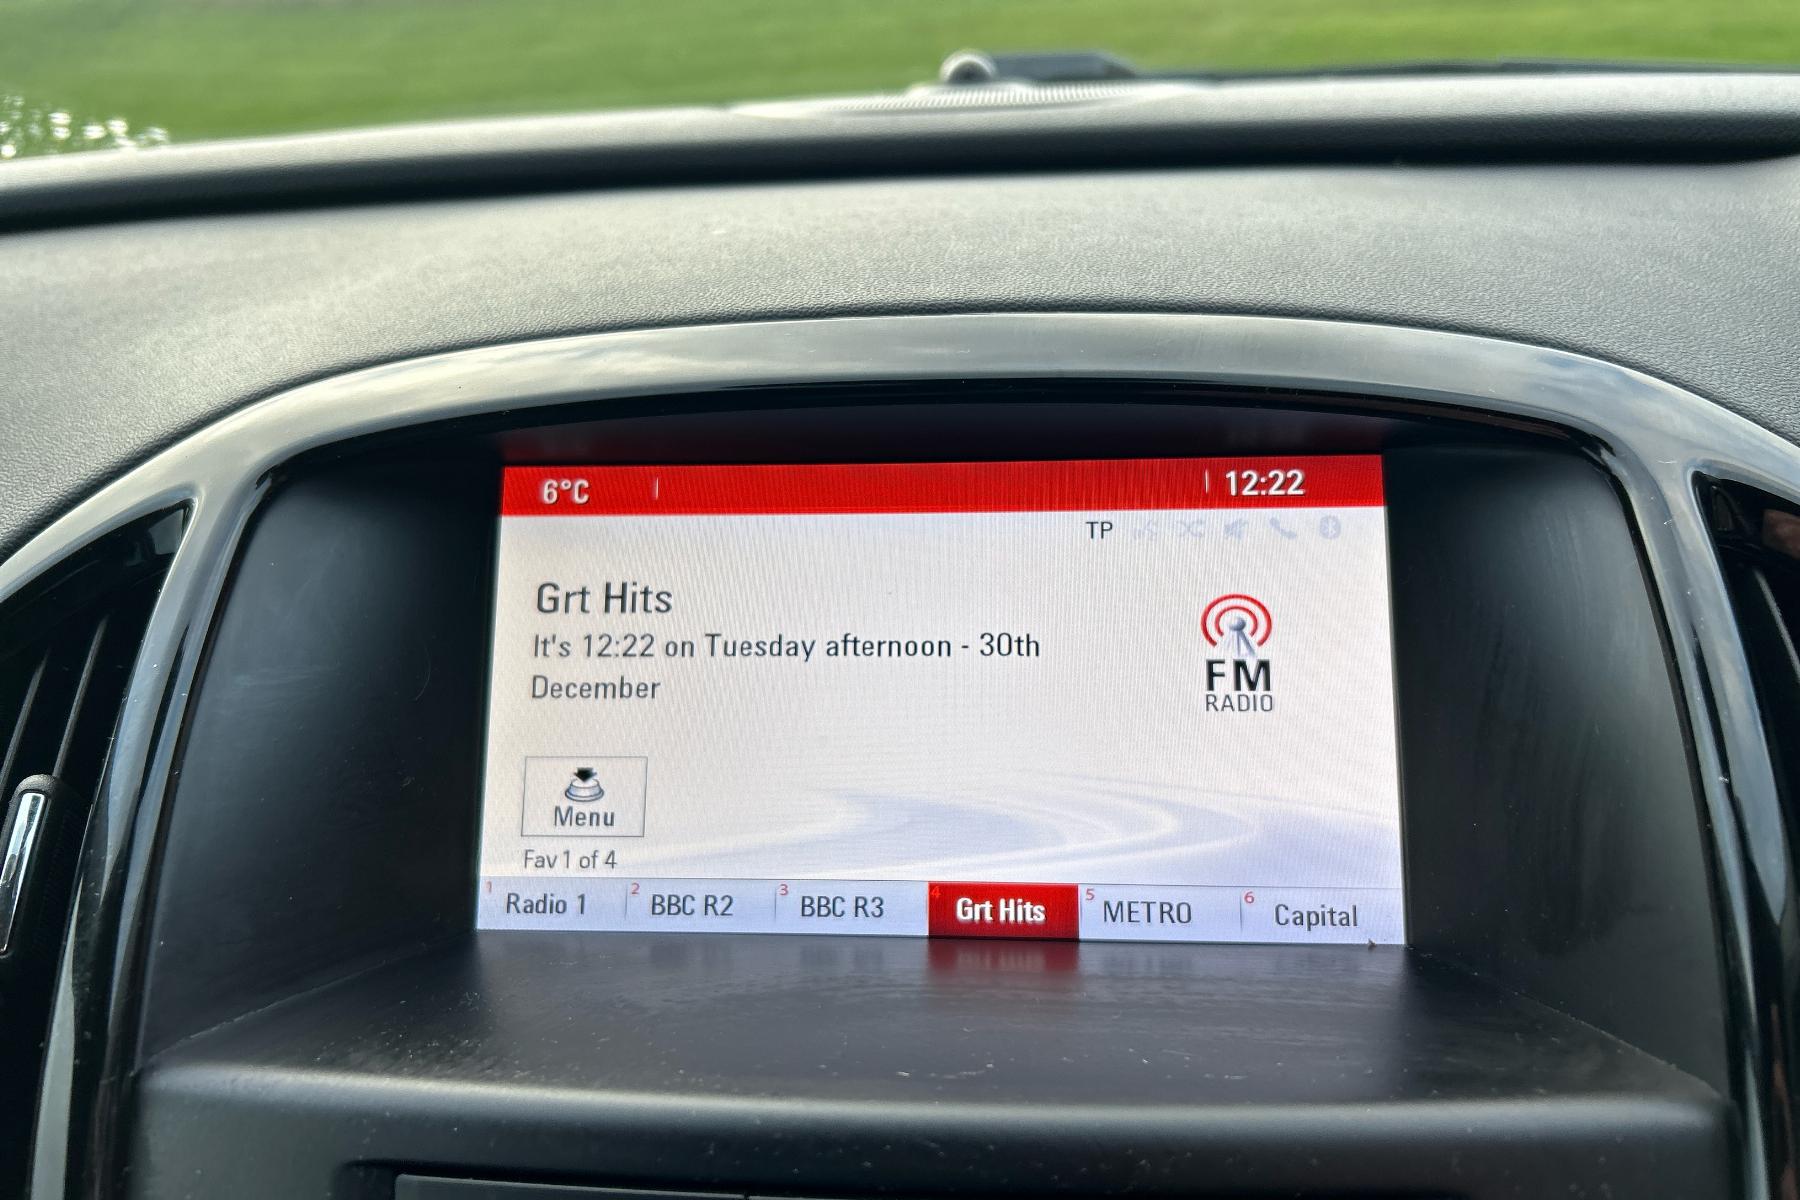 6°C 12:22
TP
Grt Hits
It's 12:22 on Tuesday afternoon - 30th
December
FM
RADIO
Menu
Fav 1 of 4
1 Radio 1 2 BBC R2 3 BBC R3 4 Grt Hits 5 METRO 6 Capital